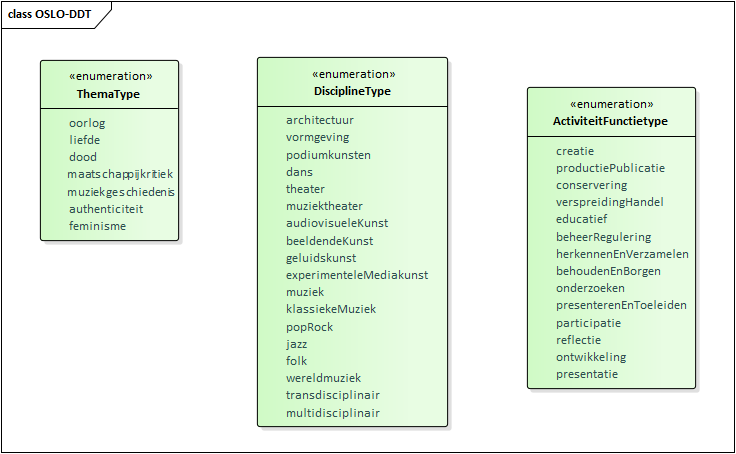 class OSLO-DDT
«enumeration»
ThemaType
oorlog
liefde
dood
maatschappijkritiek
muziekgeschiedenis
authenticiteit
feminisme
«enumeration»
DisciplineType
architectuur
vormgeving
podiumkunsten
dans
theater
muziektheater
audiovisueleKunst
beeldendeKunst
geluidskunst
experimenteleMediakunst
muziek
klassiekeMuziek
popRock
jazz
folk
wereldmuziek
transdisciplinair
multidisciplinair
«enumeration»
ActiviteitFunctietype
creatie
productiePublicatie
conservering
verspreidingHandel
educatief
beheerRegulering
herkennenEnVerzamelen
behoudenEnBorgen
onderzoeken
presenterenEnToeleiden
participatie
reflectie
ontwikkeling
presentatie